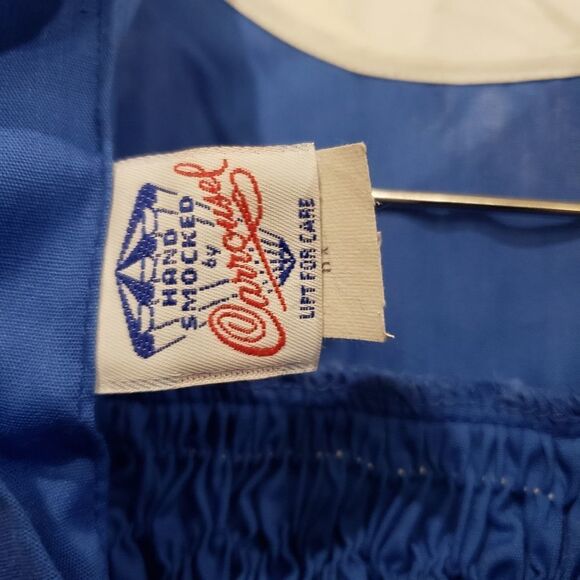 HAND
SMOCKED
by
Carrousel
LIFT FOR CARE